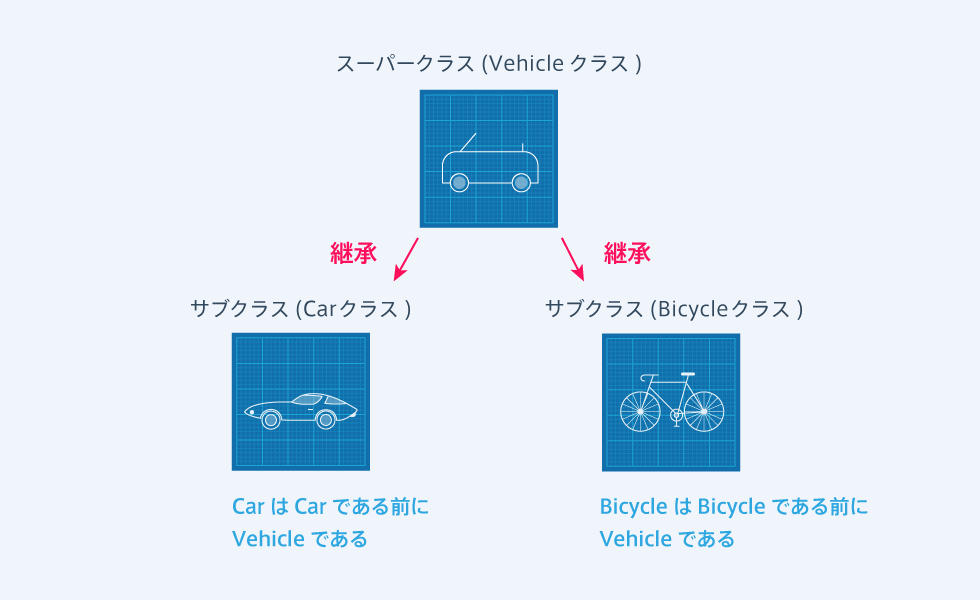 スーパークラス (Vehicle クラス )
継承
継承
サブクラス (Carクラス )
サブクラス (Bicycleクラス )
Car は Car である前に
Vehicle である
Bicycle は Bicycle である前に
Vehicle である